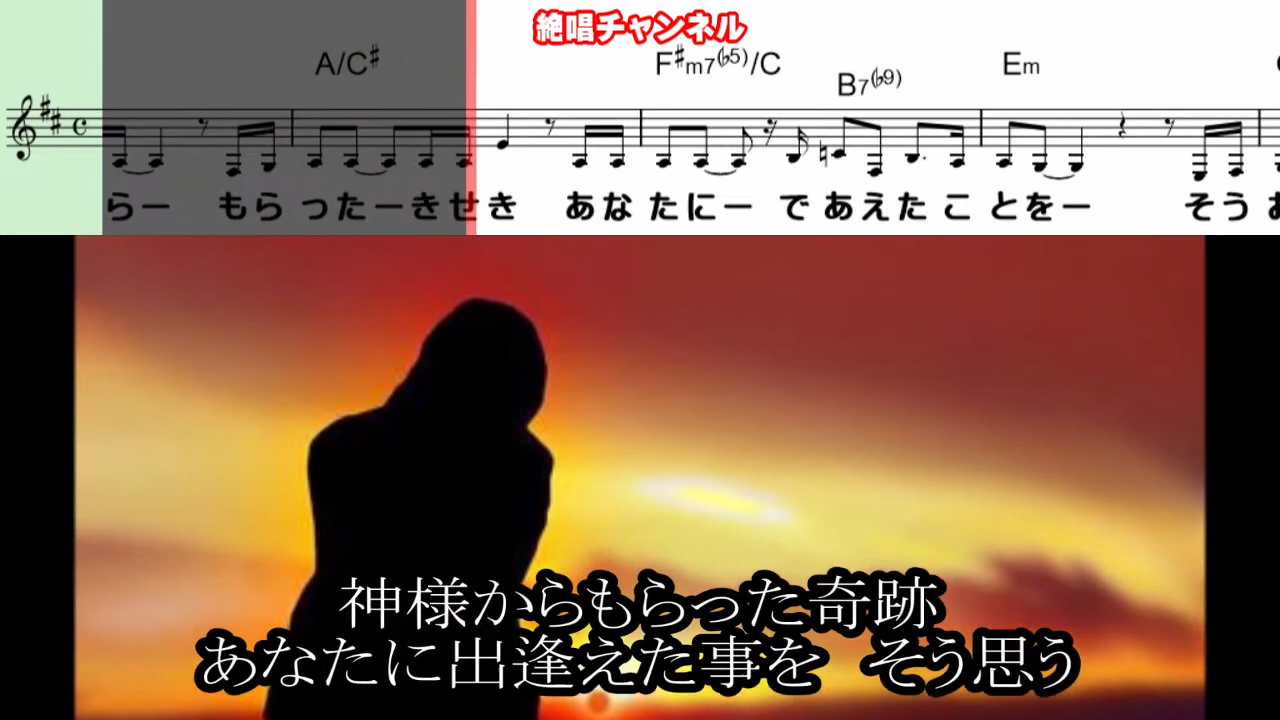 絶唱チャンネル
A/C♯ F♯m7(♭5)/C B7(♭9) Em
らー もらったーきせき あなたにー であえたことをー そう
神様からもらった奇跡
あなたに出逢えた事を そう思う